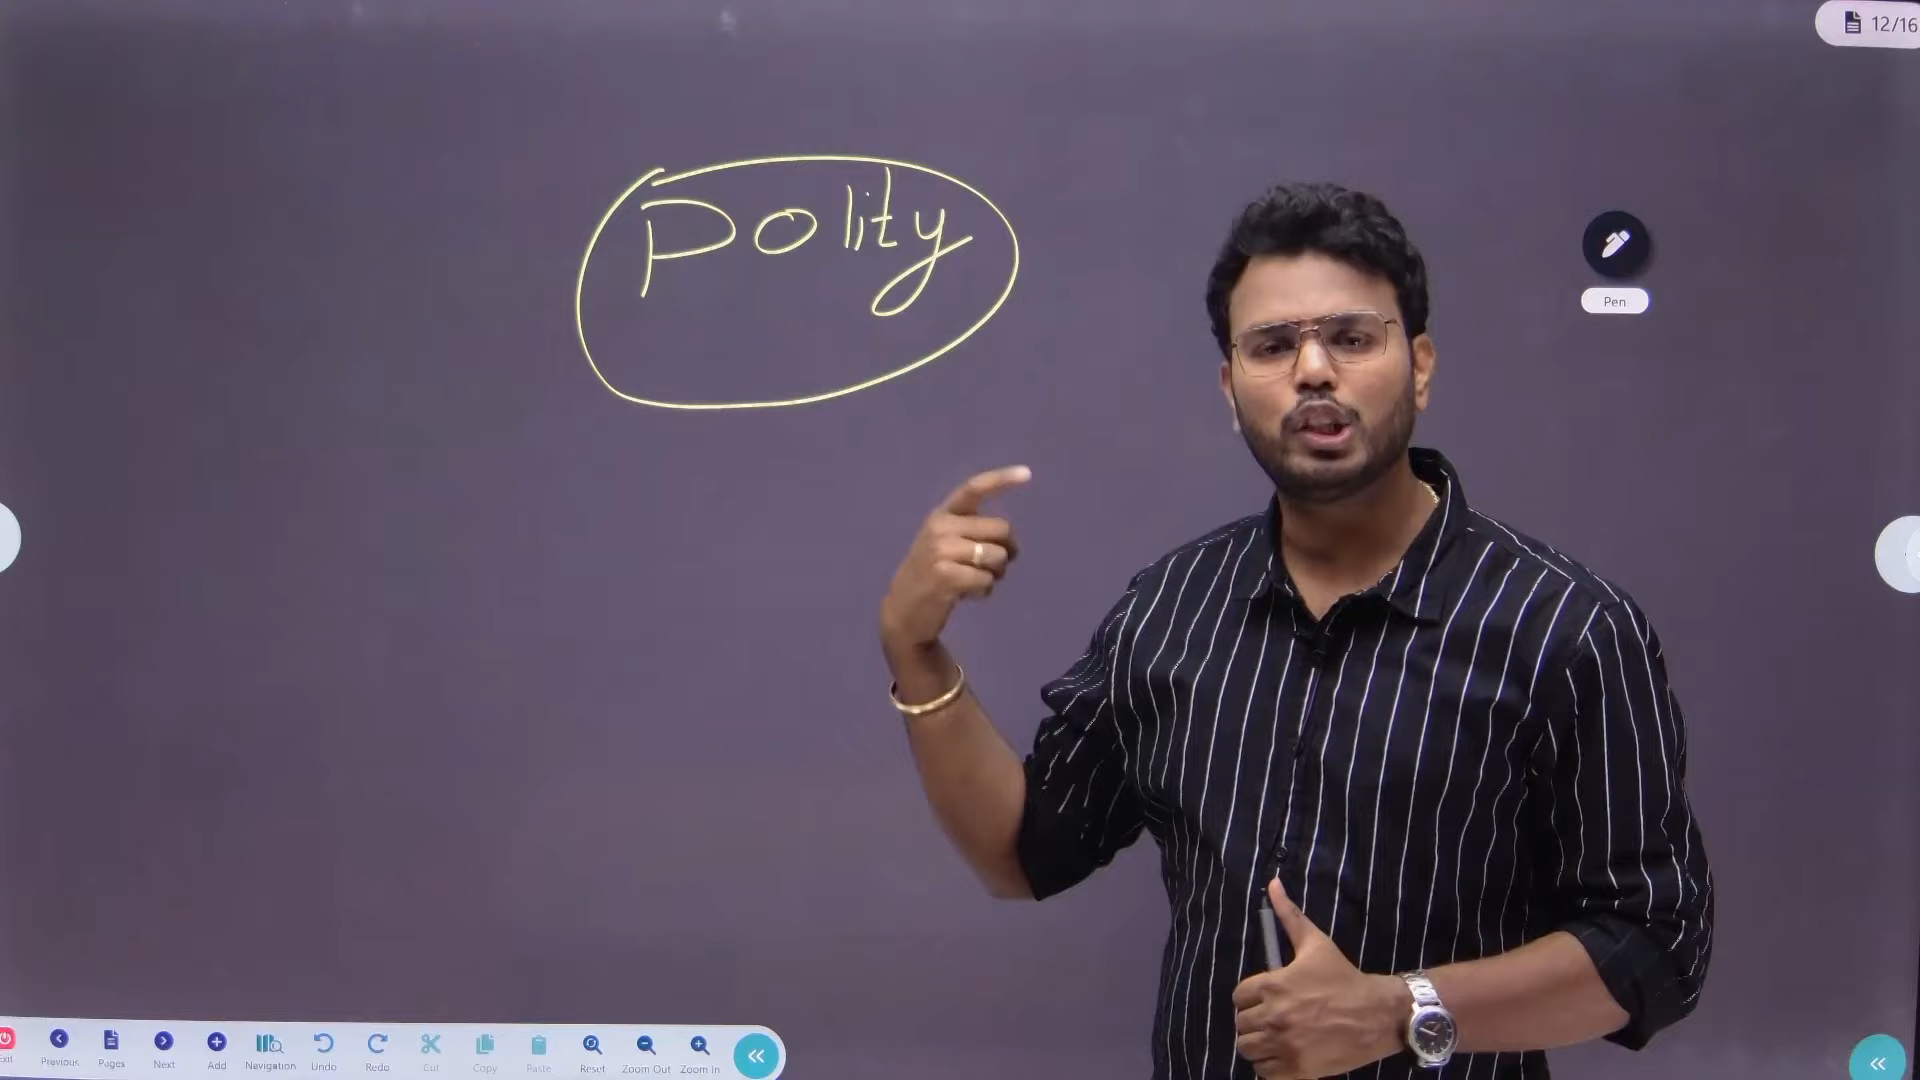 12/16
Polity
Pen
Exit
Previous
Pages
Next
Add
Navigation
Undo
Redo
Cut
Copy
Paste
Reset
Zoom Out
Zoom In